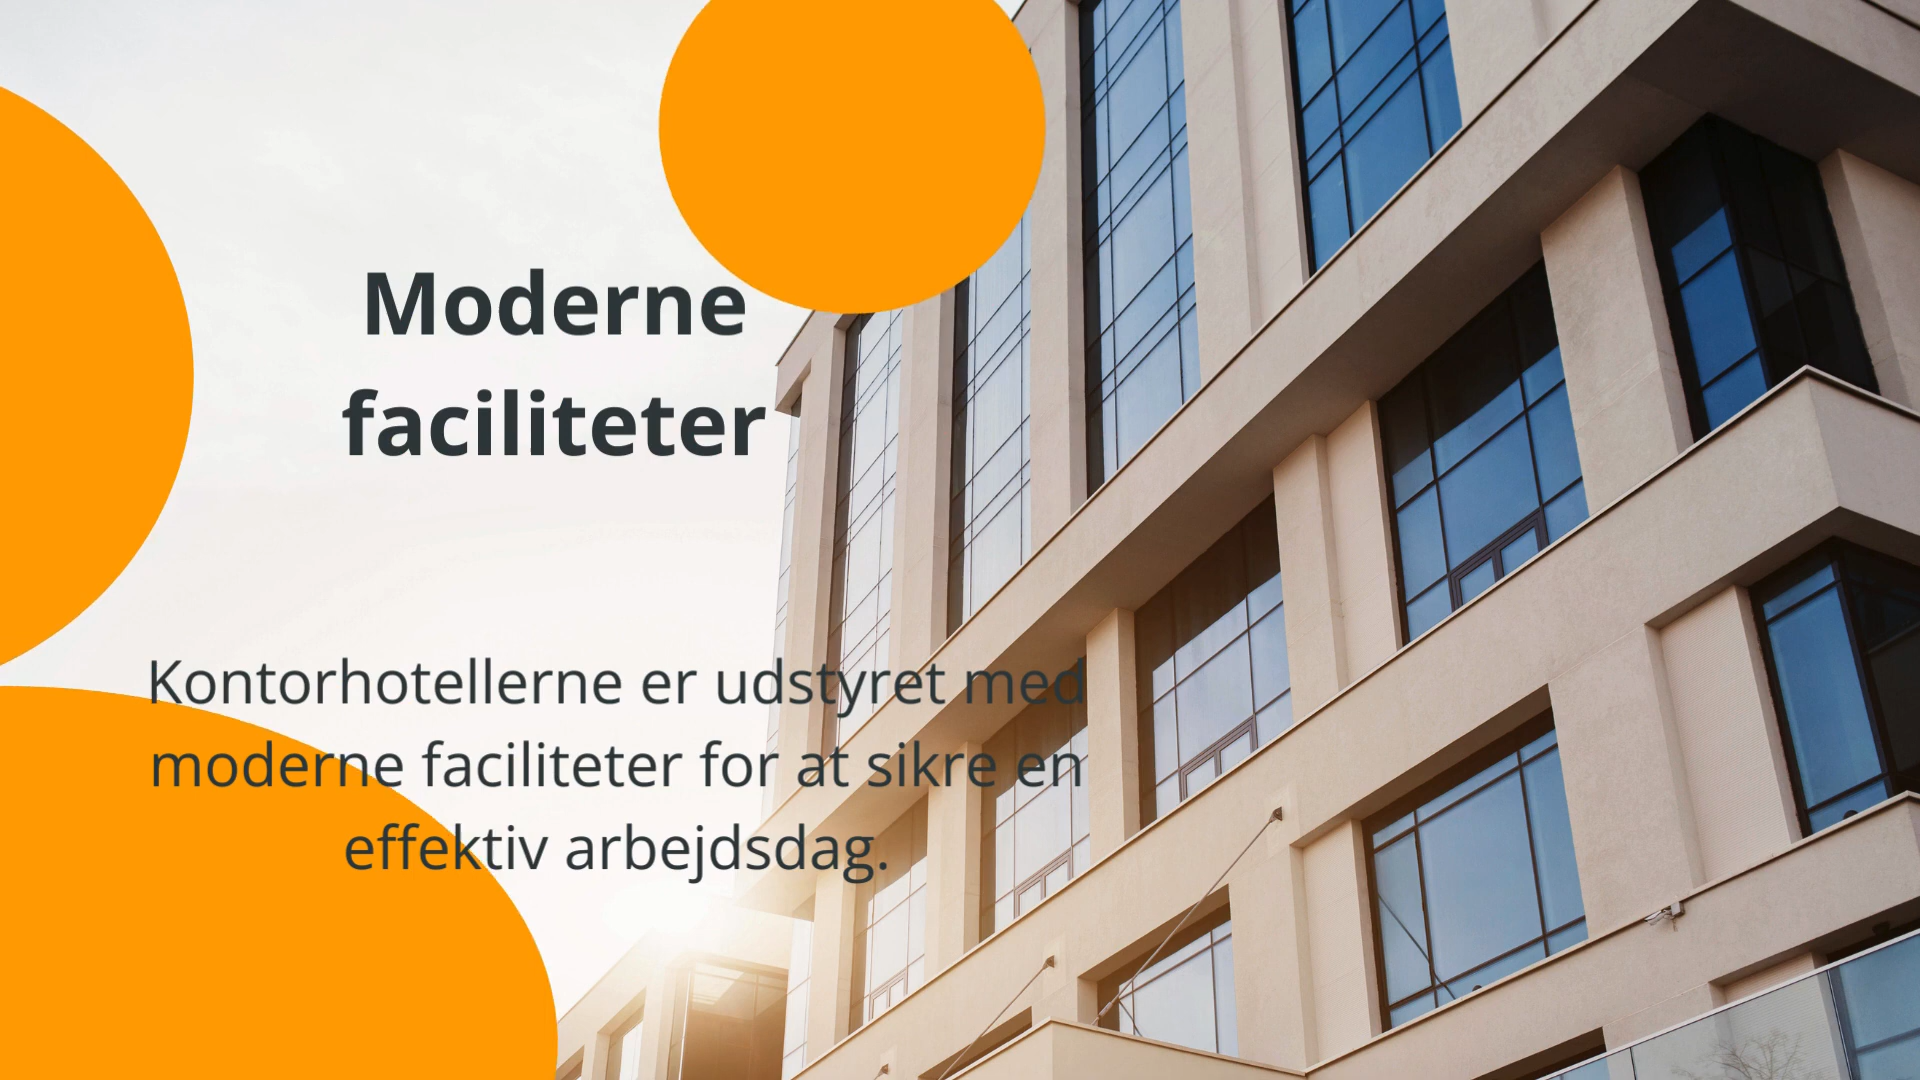 Moderne
faciliteter
Kontorhotellerne er udstyret med
moderne faciliteter for at sikre en
effektiv arbejdsdag.